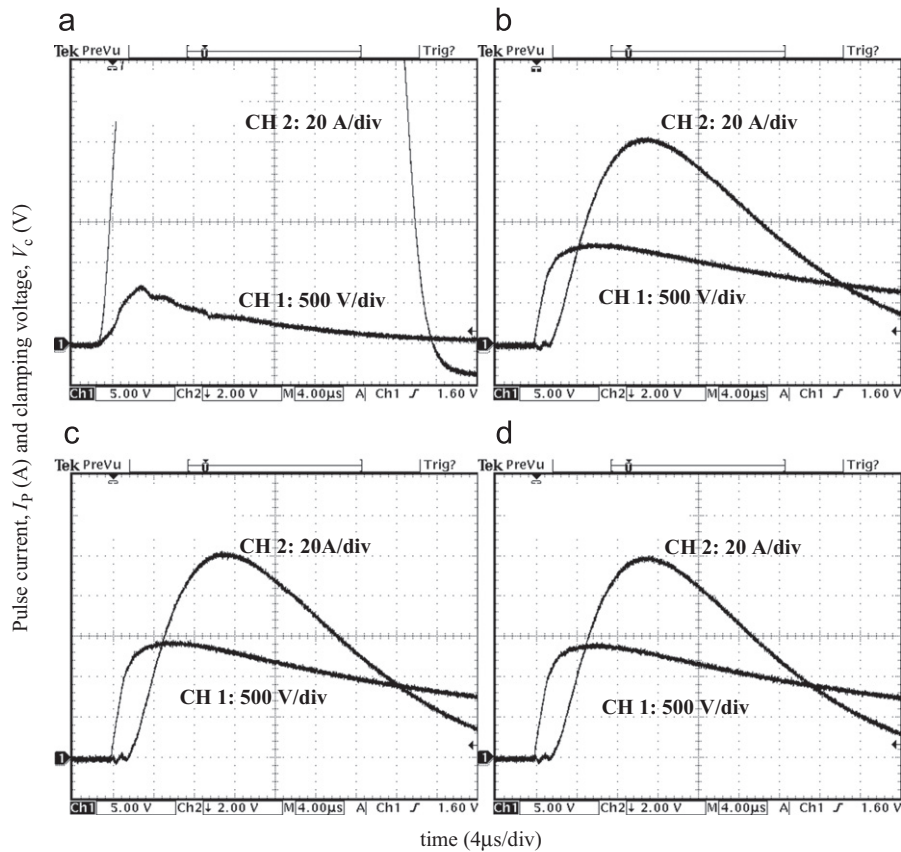 a
Tek PreVu Trig?
CH 2: 20 A/div
CH 1: 500 V/div
1
Ch1 5.00 V Ch2 ↓ 2.00 V M 4.00µs A Ch1 ∫ 1.60 V
b
Tek PreVu Trig?
CH 2: 20 A/div
CH 1: 500 V/div
1
Ch1 5.00 V Ch2 ↓ 2.00 V M 4.00µs A Ch1 ∫ 1.60 V
c
Tek PreVu Trig?
CH 2: 20A/div
CH 1: 500 V/div
1
Ch1 5.00 V Ch2 ↓ 2.00 V M 4.00µs A Ch1 ∫ 1.60 V
d
Tek PreVu Trig?
CH 2: 20 A/div
CH 1: 500 V/div
1
Ch1 5.00 V Ch2 ↓ 2.00 V M 4.00µs A Ch1 ∫ 1.60 V
Pulse current, IP (A) and clamping voltage, Vc (V)
time (4µs/div)